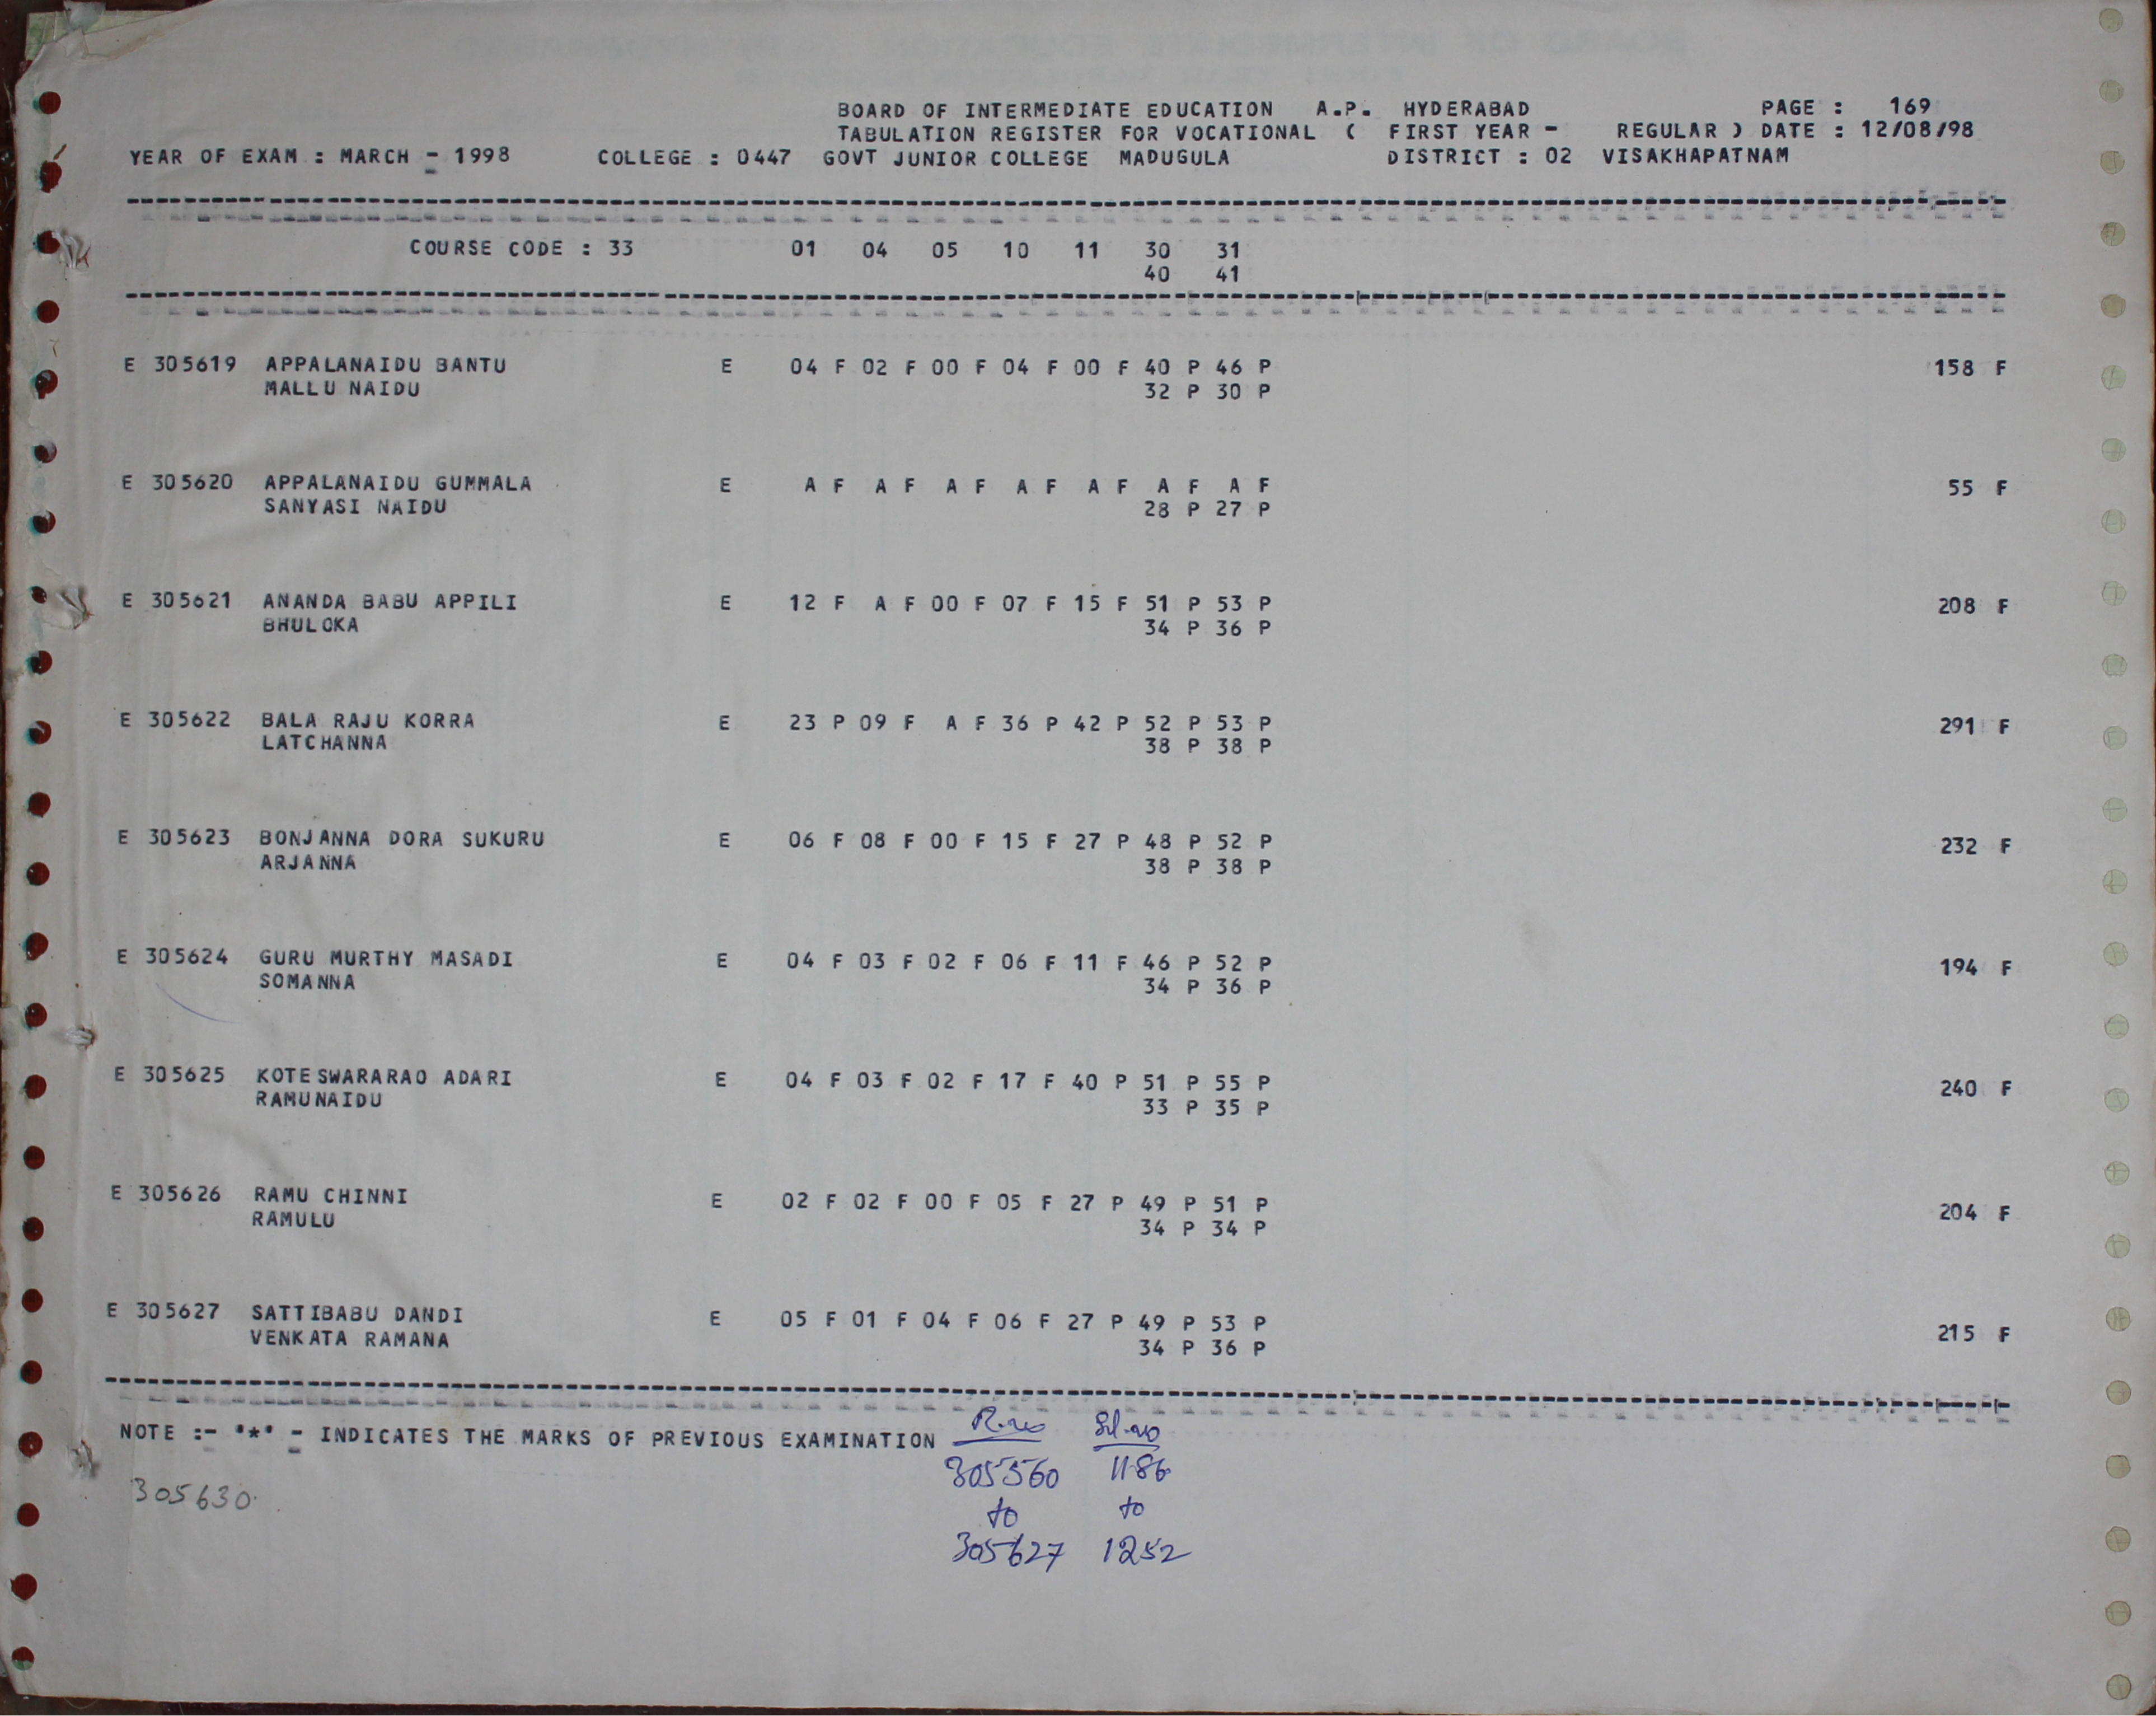 BOARD OF INTERMEDIATE EDUCATION A.P. HYDERABAD PAGE : 169
TABULATION REGISTER FOR VOCATIONAL ( FIRST YEAR - REGULAR ) DATE : 12/08/98
YEAR OF EXAM : MARCH - 1998 COLLEGE : 0447 GOVT JUNIOR COLLEGE MADUGULA DISTRICT : 02 VISAKHAPATNAM
COURSE CODE : 33 01 04 05 10 11 30 31
40 41
E 305619 APPALANAIDU BANTU E 04 F 02 F 00 F 04 F 00 F 40 P 46 P 158 F
MALLU NAIDU 32 P 30 P
E 305620 APPALANAIDU GUMMALA E A F A F A F A F A F A F A F 55 F
SANYASI NAIDU 28 P 27 P
E 305621 ANANDA BABU APPILI E 12 F A F 00 F 07 F 15 F 51 P 53 P 208 F
BHULOKA 34 P 36 P
E 305622 BALA RAJU KORRA E 23 P 09 F A F 36 P 42 P 52 P 53 P 291 F
LATCHANNA 38 P 38 P
E 305623 BONJANNA DORA SUKURU E 06 F 08 F 00 F 15 F 27 P 48 P 52 P 232 F
ARJANNA 38 P 38 P
E 305624 GURU MURTHY MASADI E 04 F 03 F 02 F 06 F 11 F 46 P 52 P 194 F
SOMANNA 34 P 36 P
E 305625 KOTESWARARAO ADARI E 04 F 03 F 02 F 17 F 40 P 51 P 55 P 240 F
RAMUNAIDU 33 P 35 P
E 305626 RAMU CHINNI E 02 F 02 F 00 F 05 F 27 P 49 P 51 P 204 F
RAMULU 34 P 34 P
E 305627 SATTIBABU DANDI E 05 F 01 F 04 F 06 F 27 P 49 P 53 P 215 F
VENKATA RAMANA 34 P 36 P
NOTE :- '*' - INDICATES THE MARKS OF PREVIOUS EXAMINATION
R.no Sl.no
305560 1186
to to
305627 1252
305630